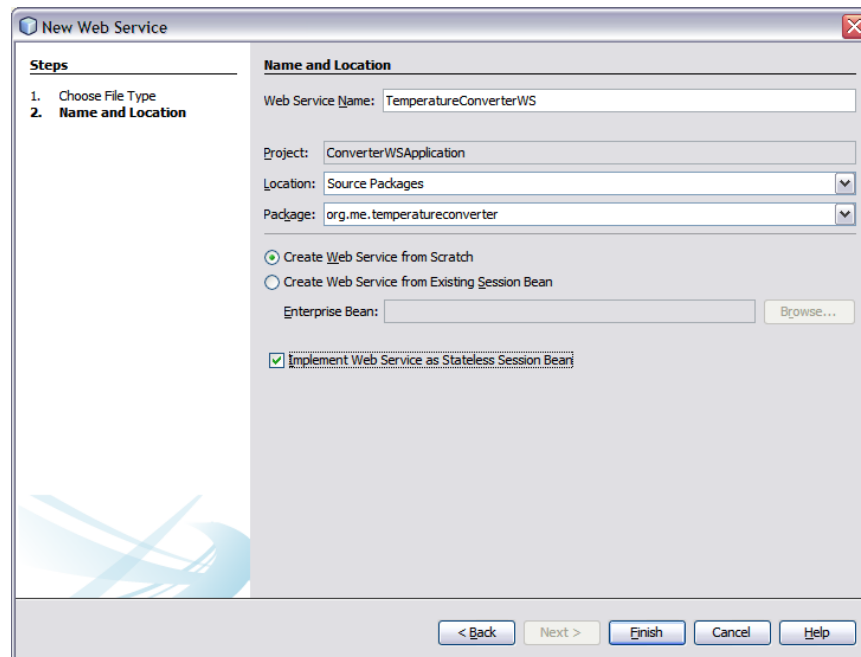 New Web Service
Steps
1. Choose File Type
2. Name and Location
Name and Location
Web Service Name: TemperatureConverterWS
Project: ConverterWSApplication
Location: Source Packages
Package: org.me.temperatureconverter
Create Web Service from Scratch
Create Web Service from Existing Session Bean
Enterprise Bean: Browse...
Implement Web Service as Stateless Session Bean
< Back Next > Finish Cancel Help